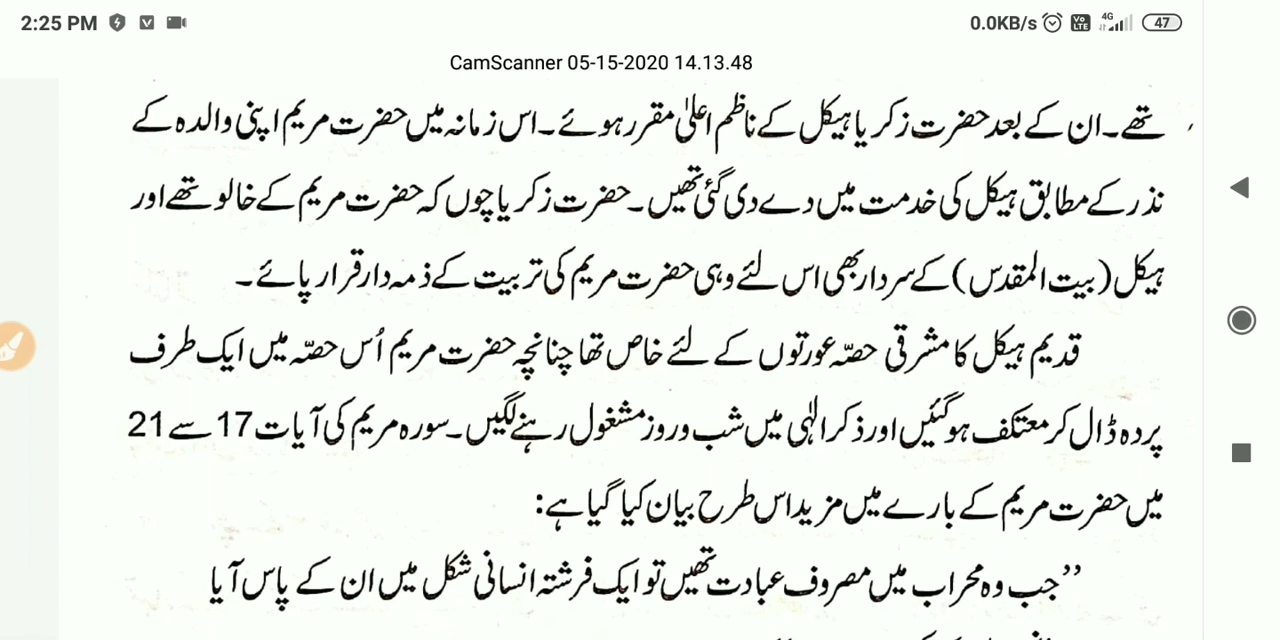 2:25 PM 0.0KB/s Vo LTE 4G 47
CamScanner 05-15-2020 14.13.48
تھے۔ ان کے بعد حضرت زکریا ہیکل کے ناظم اعلیٰ مقرر ہوئے۔ اس زمانہ میں حضرت مریم اپنی والدہ کے
نذر کے مطابق ہیکل کی خدمت میں دے دی گئی تھیں۔ حضرت زکریا چوں کہ حضرت مریم کے خالو تھے اور
ہیکل (بیت المقدس) کے سردار بھی اس لئے وہی حضرت مریم کی تربیت کے ذمہ دار قرار پائے۔
قدیم ہیکل کا مشرقی حصّہ عورتوں کے لئے خاص تھا چنانچہ حضرت مریم اُس حصّہ میں ایک طرف
پردہ ڈال کر معتکف ہوگئیں اور ذکر الٰہی میں شب و روز مشغول رہنے لگیں۔ سورہ مریم کی آیات 17 سے 21
میں حضرت مریم کے بارے میں مزید اس طرح بیان کیا گیا ہے:
’’جب وہ محراب میں مصروف عبادت تھیں تو ایک فرشتہ انسانی شکل میں ان کے پاس آیا